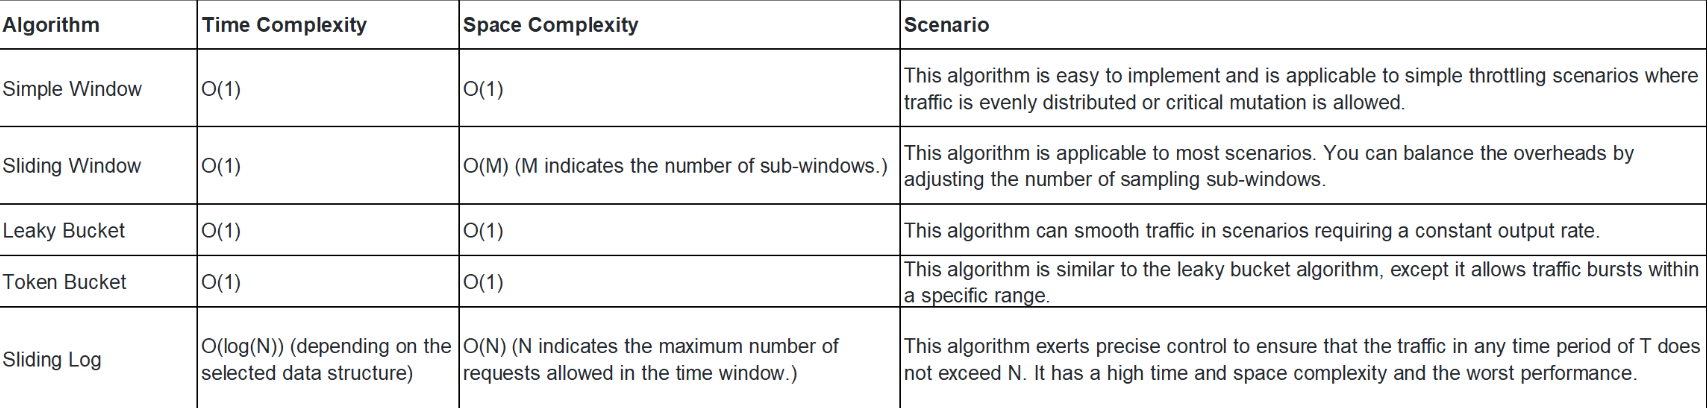 Algorithm Time Complexity Space Complexity Scenario
Simple Window O(1) O(1) This algorithm is easy to implement and is applicable to simple throttling scenarios where
traffic is evenly distributed or critical mutation is allowed.
Sliding Window O(1) O(M) (M indicates the number of sub-windows.) This algorithm is applicable to most scenarios. You can balance the overheads by
adjusting the number of sampling sub-windows.
Leaky Bucket O(1) O(1) This algorithm can smooth traffic in scenarios requiring a constant output rate.
Token Bucket O(1) O(1) This algorithm is similar to the leaky bucket algorithm, except it allows traffic bursts within
a specific range.
Sliding Log O(log(N)) (depending on the
selected data structure) O(N) (N indicates the maximum number of
requests allowed in the time window.) This algorithm exerts precise control to ensure that the traffic in any time period of T does
not exceed N. It has a high time and space complexity and the worst performance.